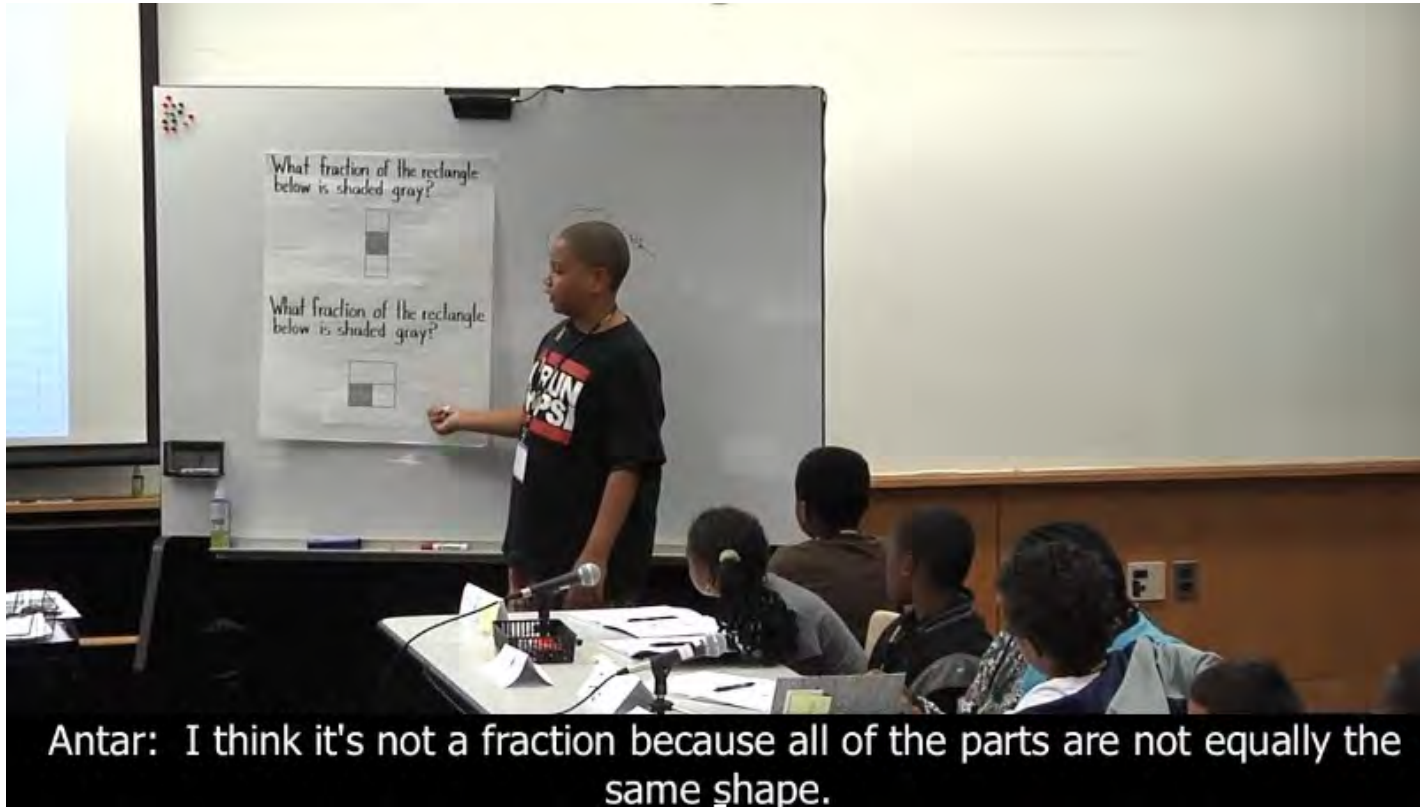 What fraction of the rectangle
below is shaded gray?
What fraction of the rectangle
below is shaded gray?
RUN
Antar: I think it's not a fraction because all of the parts are not equally the
same shape.